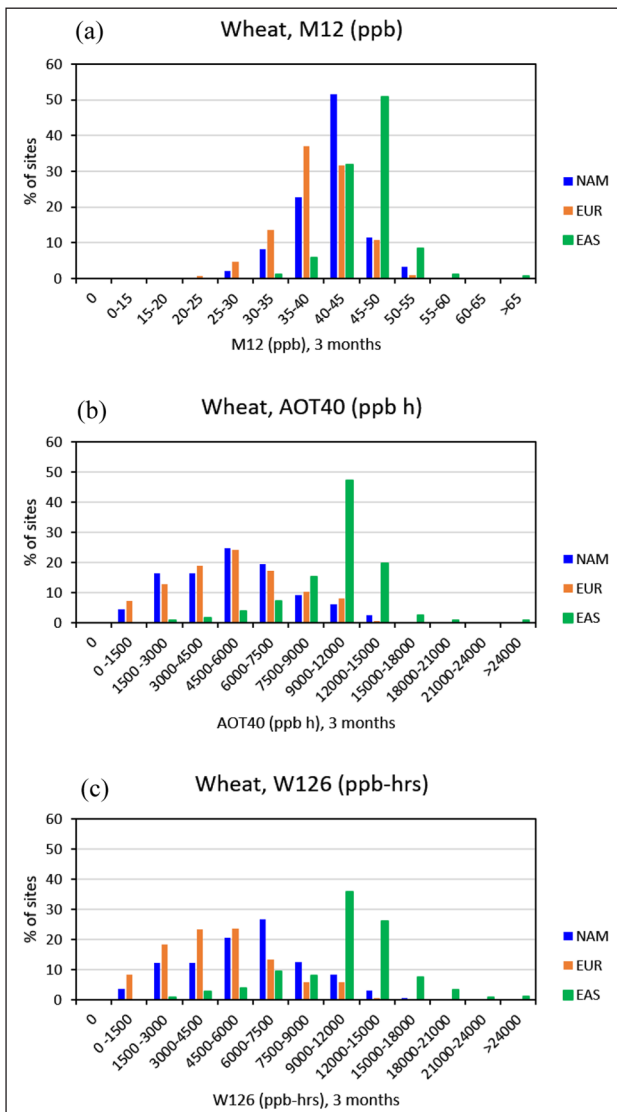 (a)
Wheat, M12 (ppb)
60
50
40
30
20
10
0
% of sites
NAM
EUR
EAS
0
0-15
15-20
20-25
25-30
30-35
35-40
40-45
45-50
50-55
55-60
60-65
>65
M12 (ppb), 3 months
(b)
Wheat, AOT40 (ppb h)
60
50
40
30
20
10
0
% of sites
NAM
EUR
EAS
0
0 -1500
1500-3000
3000-4500
4500-6000
6000-7500
7500-9000
9000-12000
12000-15000
15000-18000
18000-21000
21000-24000
>24000
AOT40 (ppb h), 3 months
(c)
Wheat, W126 (ppb-hrs)
60
50
40
30
20
10
0
% of sites
NAM
EUR
EAS
0
0 -1500
1500-3000
3000-4500
4500-6000
6000-7500
7500-9000
9000-12000
12000-15000
15000-18000
18000-21000
21000-24000
>24000
W126 (ppb-hrs), 3 months